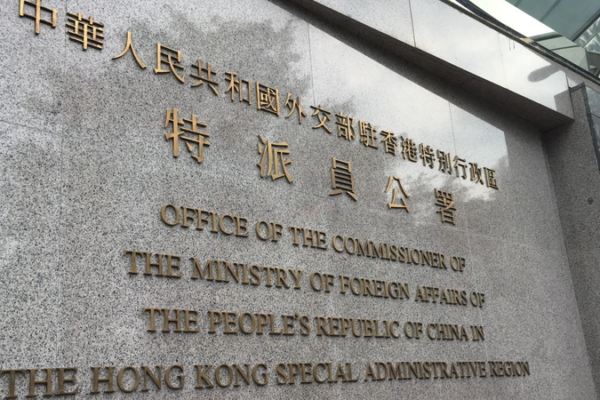 中華人民共和國外交部駐香港特別行政區
特派員公署
OFFICE OF THE COMMISSIONER OF
THE MINISTRY OF FOREIGN AFFAIRS OF
THE PEOPLE'S REPUBLIC OF CHINA IN
THE HONG KONG SPECIAL ADMINISTRATIVE REGION